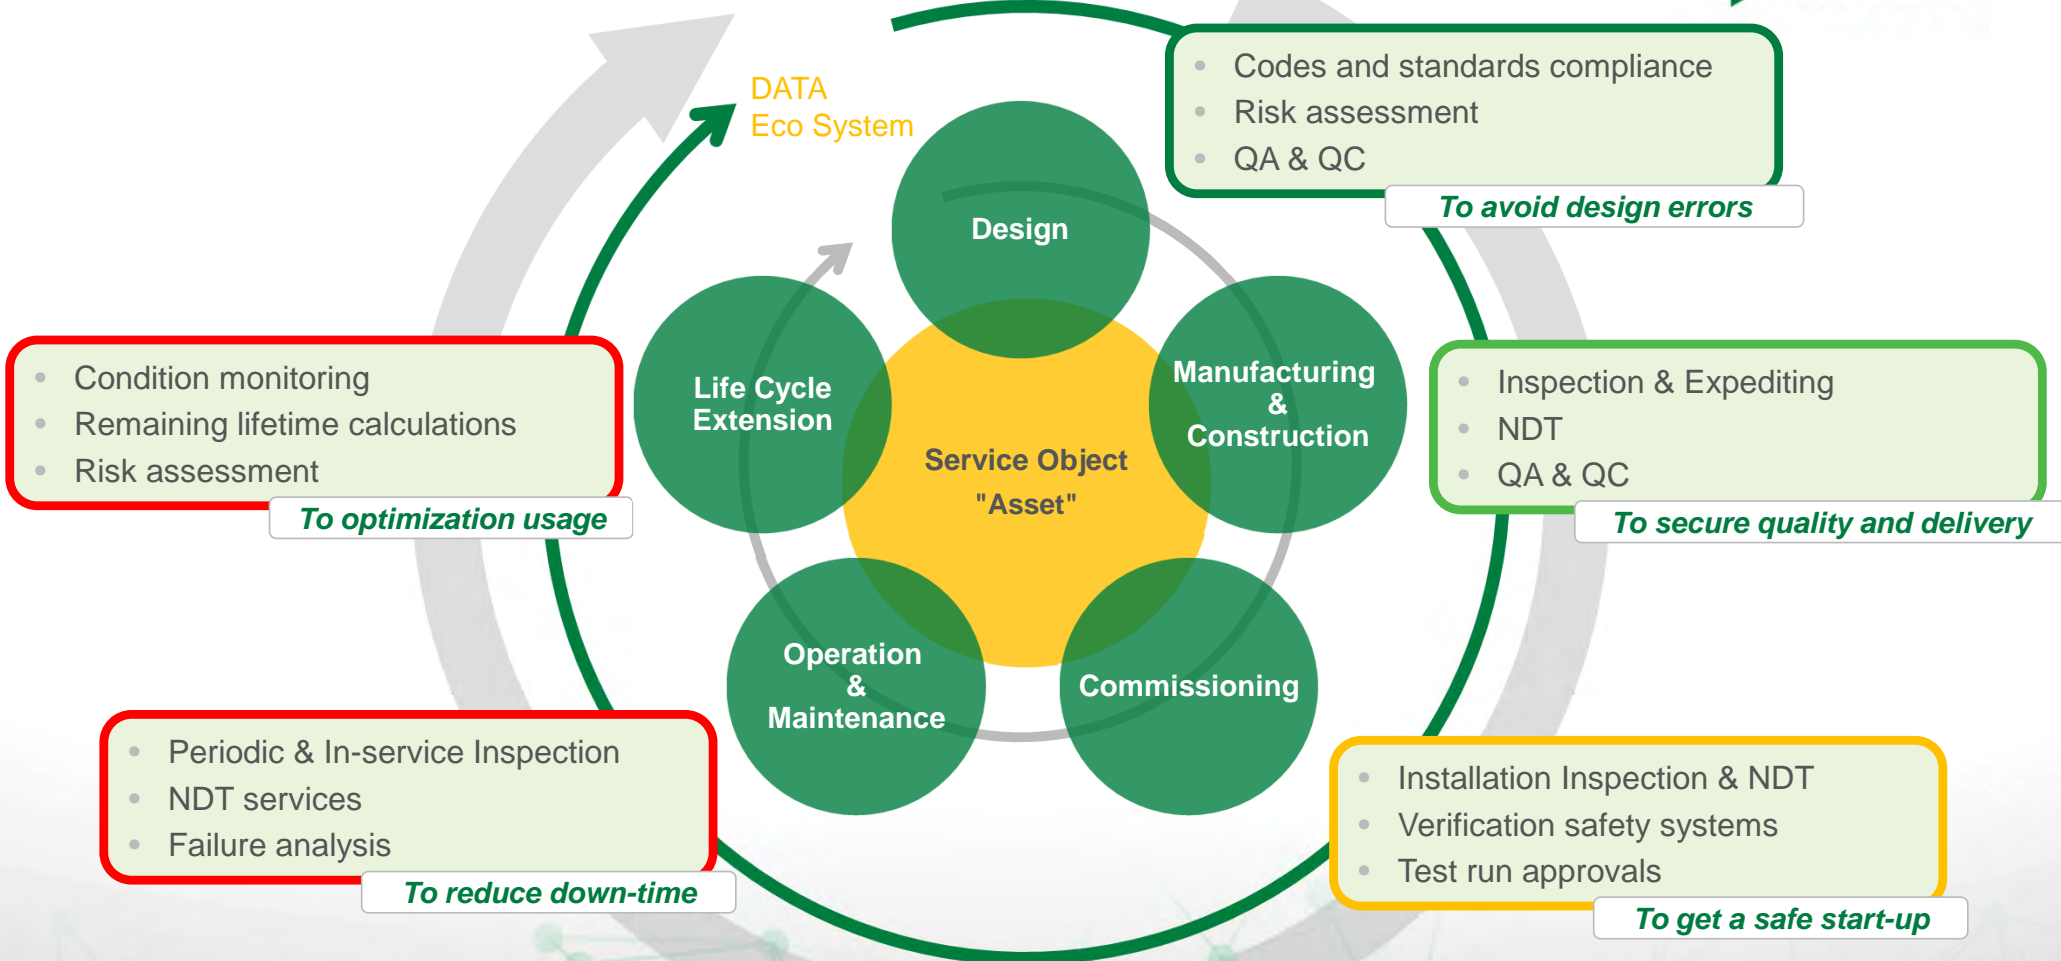 DATA
Eco System
Codes and standards compliance
Risk assessment
QA & QC
To avoid design errors
Design
Manufacturing
&
Construction
Inspection & Expediting
NDT
QA & QC
To secure quality and delivery
Life Cycle
Extension
Condition monitoring
Remaining lifetime calculations
Risk assessment
To optimization usage
Service Object
"Asset"
Operation
&
Maintenance
Commissioning
Periodic & In-service Inspection
NDT services
Failure analysis
To reduce down-time
Installation Inspection & NDT
Verification safety systems
Test run approvals
To get a safe start-up